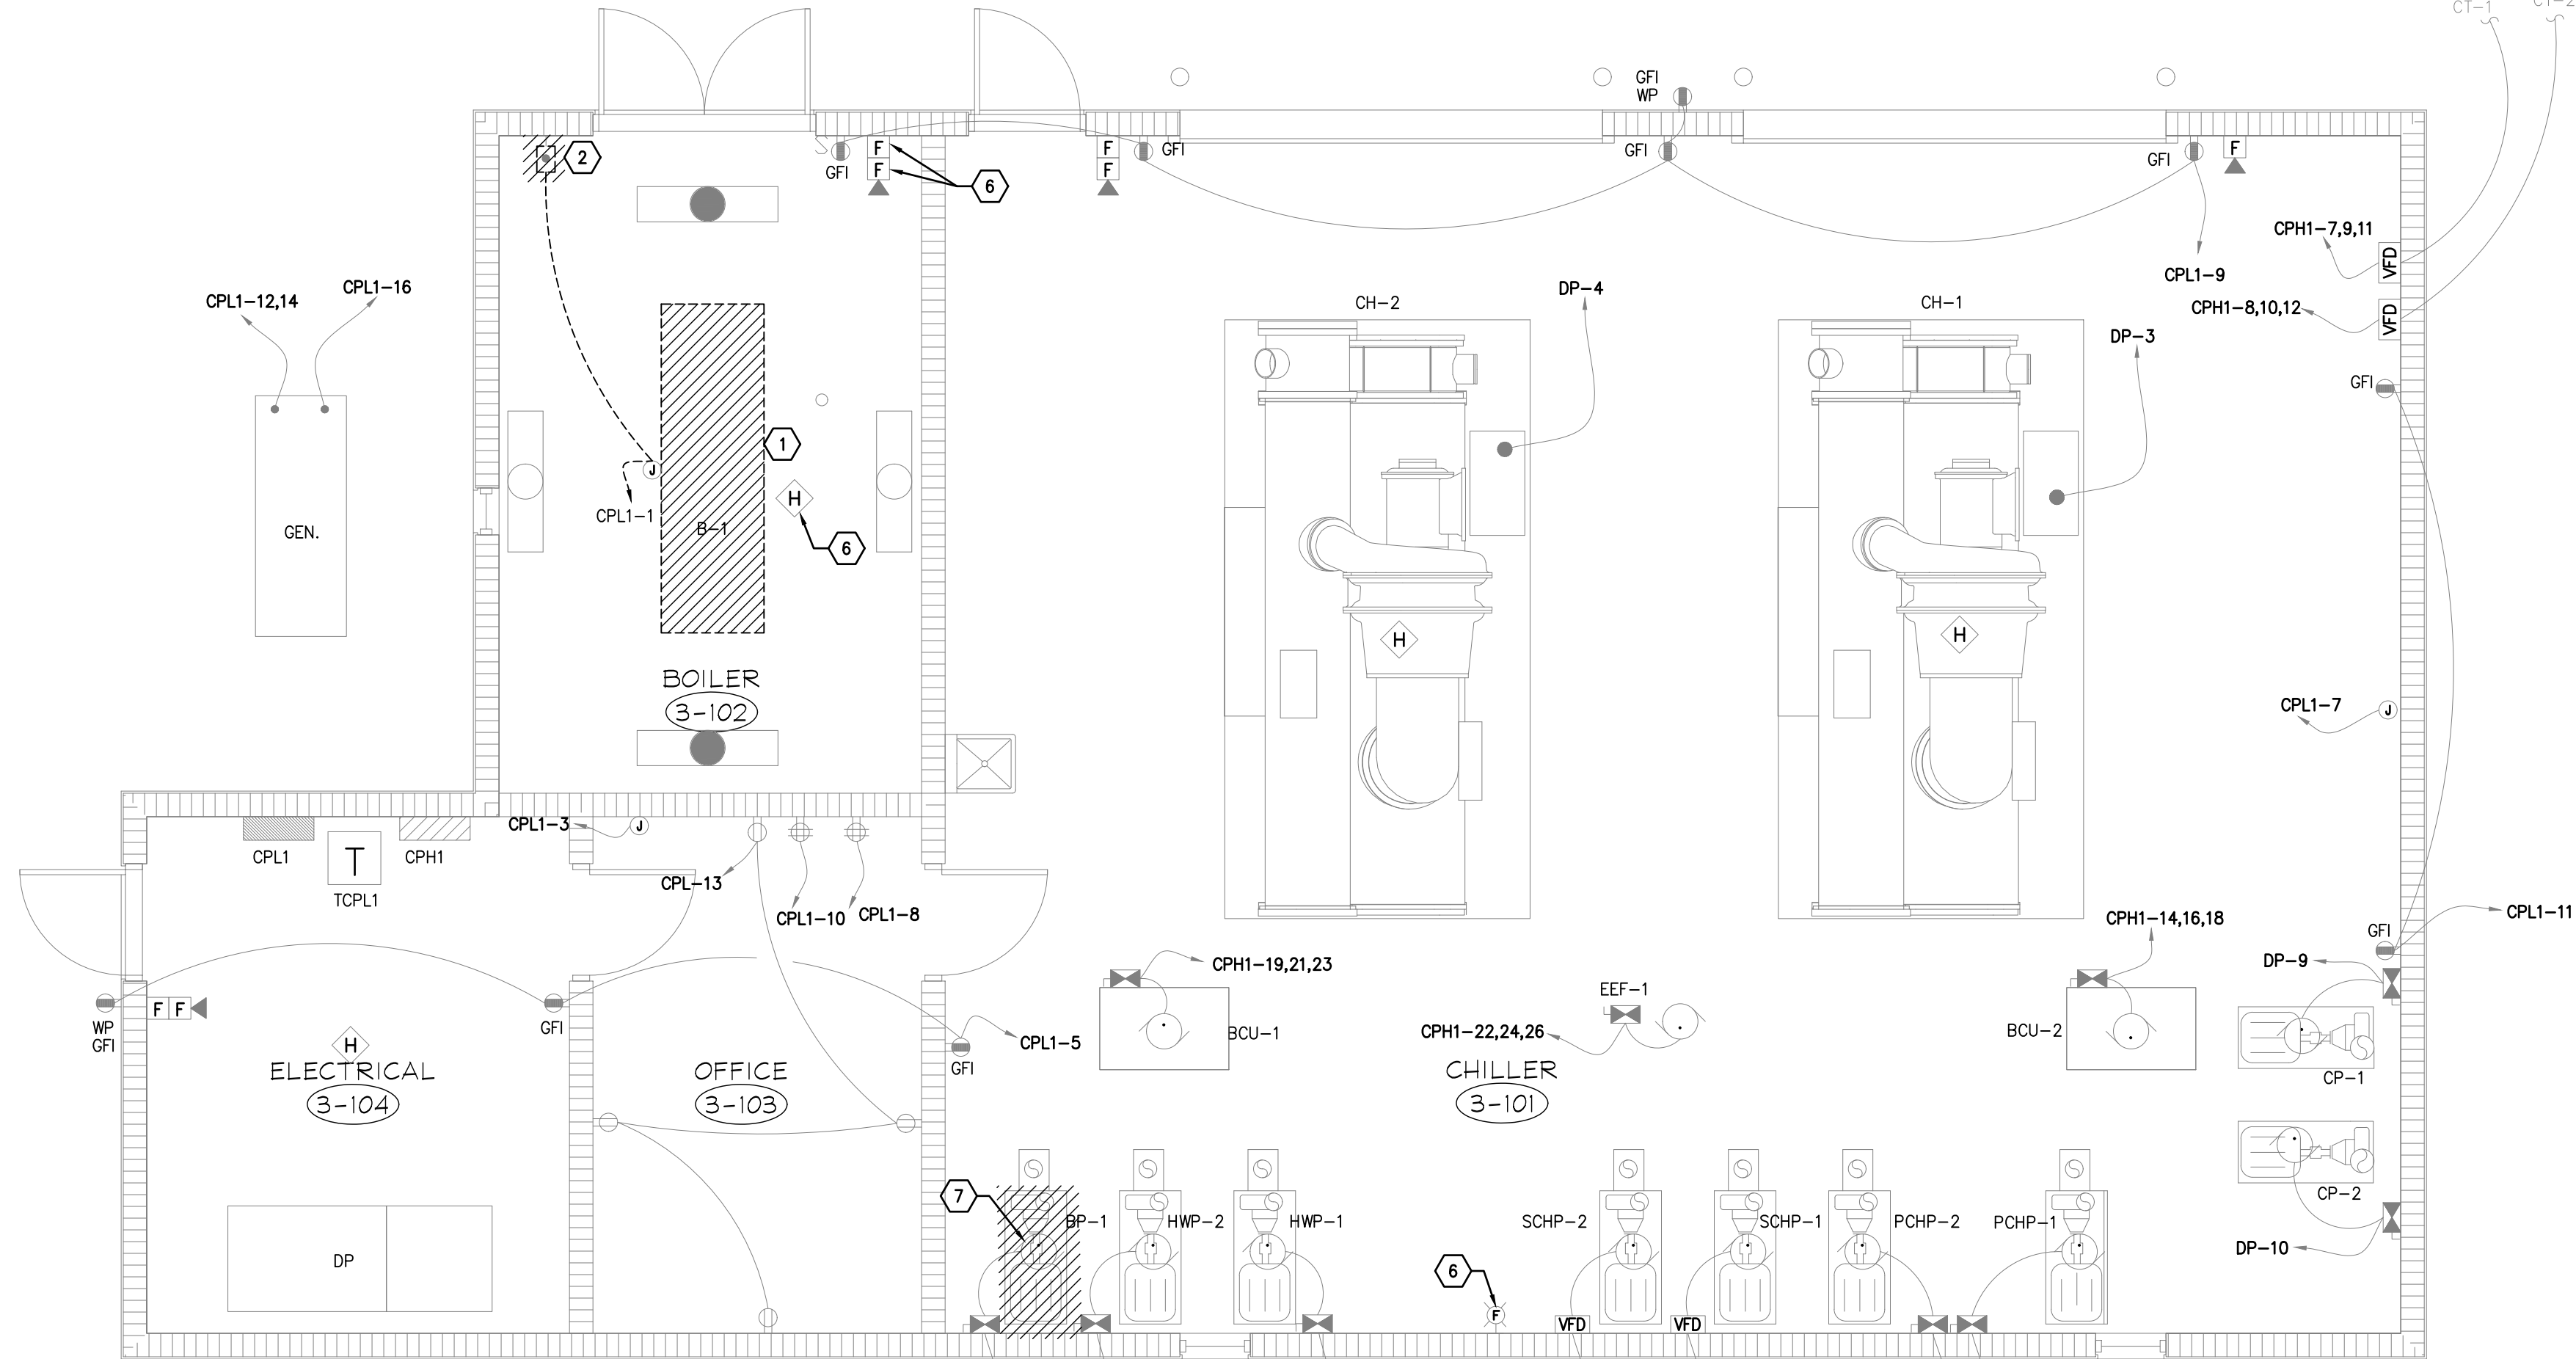 CT-1
CT-2
GFI
WP
2
GFI
F
F
6
F
F
GFI
GFI
GFI
F
CPH1-7,9,11
VFD
CPL1-9
CPL1-12,14
CPL1-16
CH-2
DP-4
CH-1
CPH1-8,10,12
VFD
DP-3
GFI
1
J
CPL1-1
H
B-1
GEN.
6
H
H
BOILER
3-102
CPL1-7
J
CPL1-3
J
CPL1
T
CPH1
TCPL1
CPL-13
CPL1-10
CPL1-8
CPH1-14,16,18
CPL1-11
GFI
CPH1-19,21,23
DP-9
EEF-1
F
F
WP
GFI
GFI
H
CPL1-5
GFI
BCU-1
CPH1-22,24,26
BCU-2
ELECTRICAL
3-104
OFFICE
3-103
CHILLER
3-101
CP-1
7
CP-2
BP-1
HWP-2
HWP-1
SCHP-2
SCHP-1
PCHP-2
PCHP-1
DP-10
DP
6
F
VFD
VFD